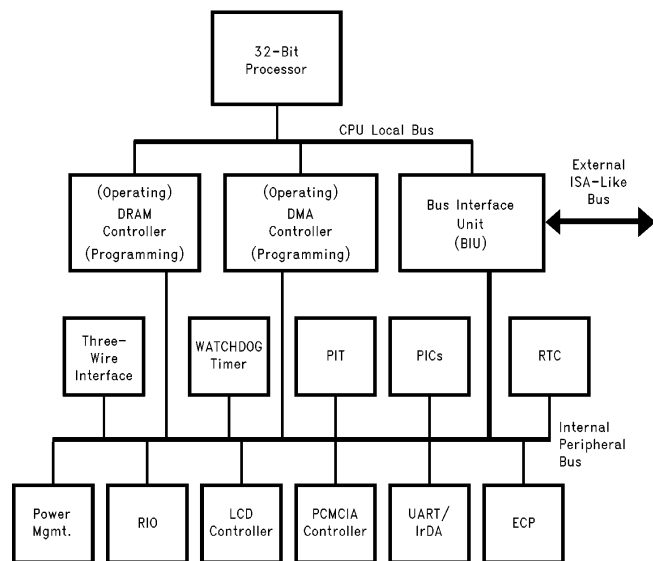 32-Bit
Processor
CPU Local Bus
External
ISA-Like
Bus
(Operating)
DRAM
Controller
(Programming)
(Operating)
DMA
Controller
(Programming)
Bus Interface
Unit
(BIU)
Three-
Wire
Interface
WATCHDOG
Timer
PIT
PICs
RTC
Internal
Peripheral
Bus
Power
Mgmt.
RIO
LCD
Controller
PCMCIA
Controller
UART/
IrDA
ECP